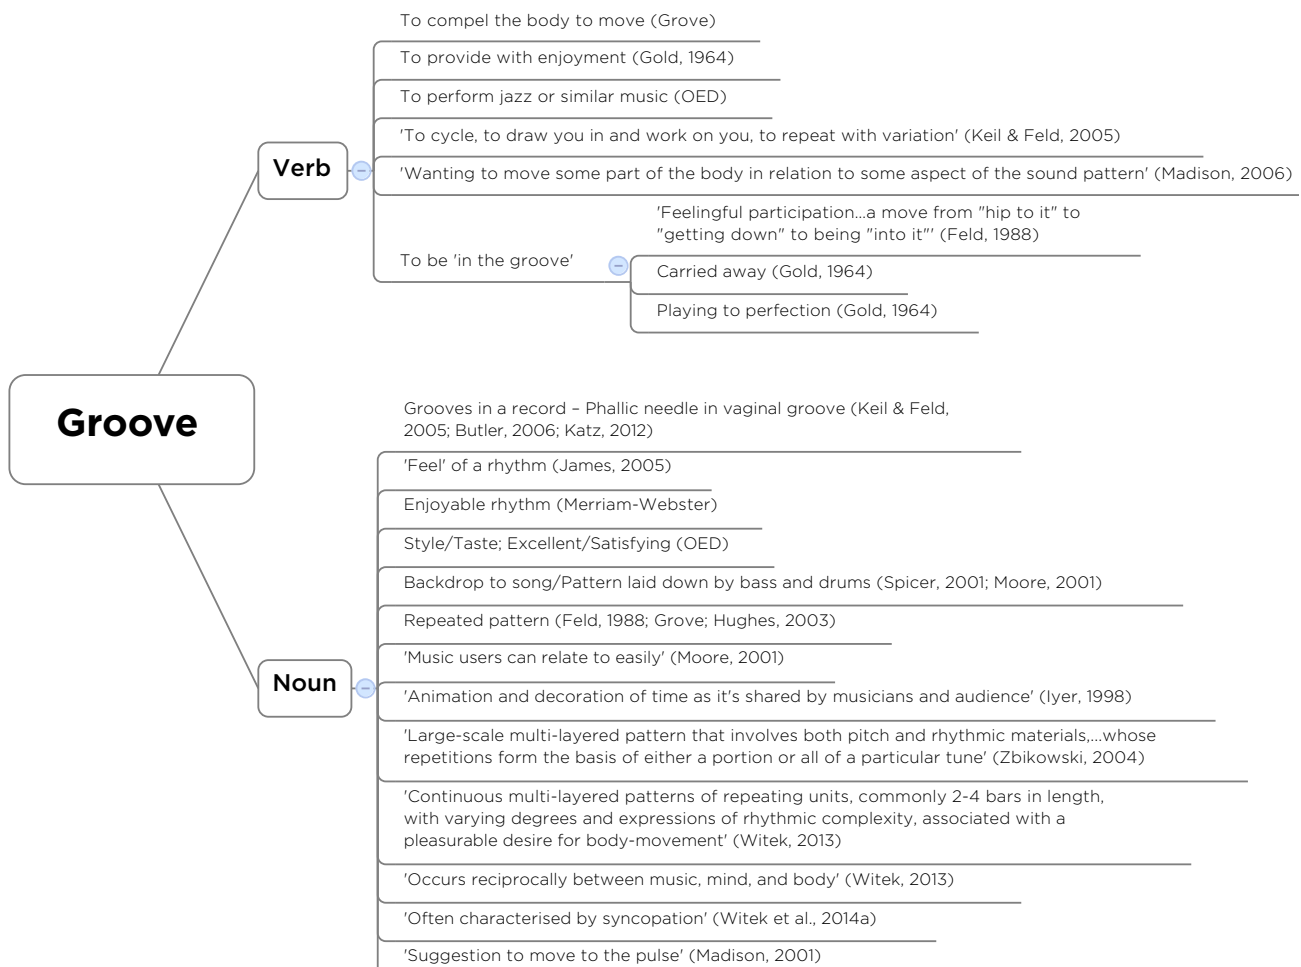 Groove
Verb
To compel the body to move (Grove)
To provide with enjoyment (Gold, 1964)
To perform jazz or similar music (OED)
'To cycle, to draw you in and work on you, to repeat with variation' (Keil & Feld, 2005)
'Wanting to move some part of the body in relation to some aspect of the sound pattern' (Madison, 2006)
To be 'in the groove'
'Feelingful participation...a move from "hip to it" to
"getting down" to being "into it"' (Feld, 1988)
Carried away (Gold, 1964)
Playing to perfection (Gold, 1964)
Noun
Grooves in a record – Phallic needle in vaginal groove (Keil & Feld,
2005; Butler, 2006; Katz, 2012)
'Feel' of a rhythm (James, 2005)
Enjoyable rhythm (Merriam-Webster)
Style/Taste; Excellent/Satisfying (OED)
Backdrop to song/Pattern laid down by bass and drums (Spicer, 2001; Moore, 2001)
Repeated pattern (Feld, 1988; Grove; Hughes, 2003)
'Music users can relate to easily' (Moore, 2001)
'Animation and decoration of time as it's shared by musicians and audience' (Iyer, 1998)
'Large-scale multi-layered pattern that involves both pitch and rhythmic materials,...whose
repetitions form the basis of either a portion or all of a particular tune' (Zbikowski, 2004)
'Continuous multi-layered patterns of repeating units, commonly 2-4 bars in length,
with varying degrees and expressions of rhythmic complexity, associated with a
pleasurable desire for body-movement' (Witek, 2013)
'Occurs reciprocally between music, mind, and body' (Witek, 2013)
'Often characterised by syncopation' (Witek et al., 2014a)
'Suggestion to move to the pulse' (Madison, 2001)